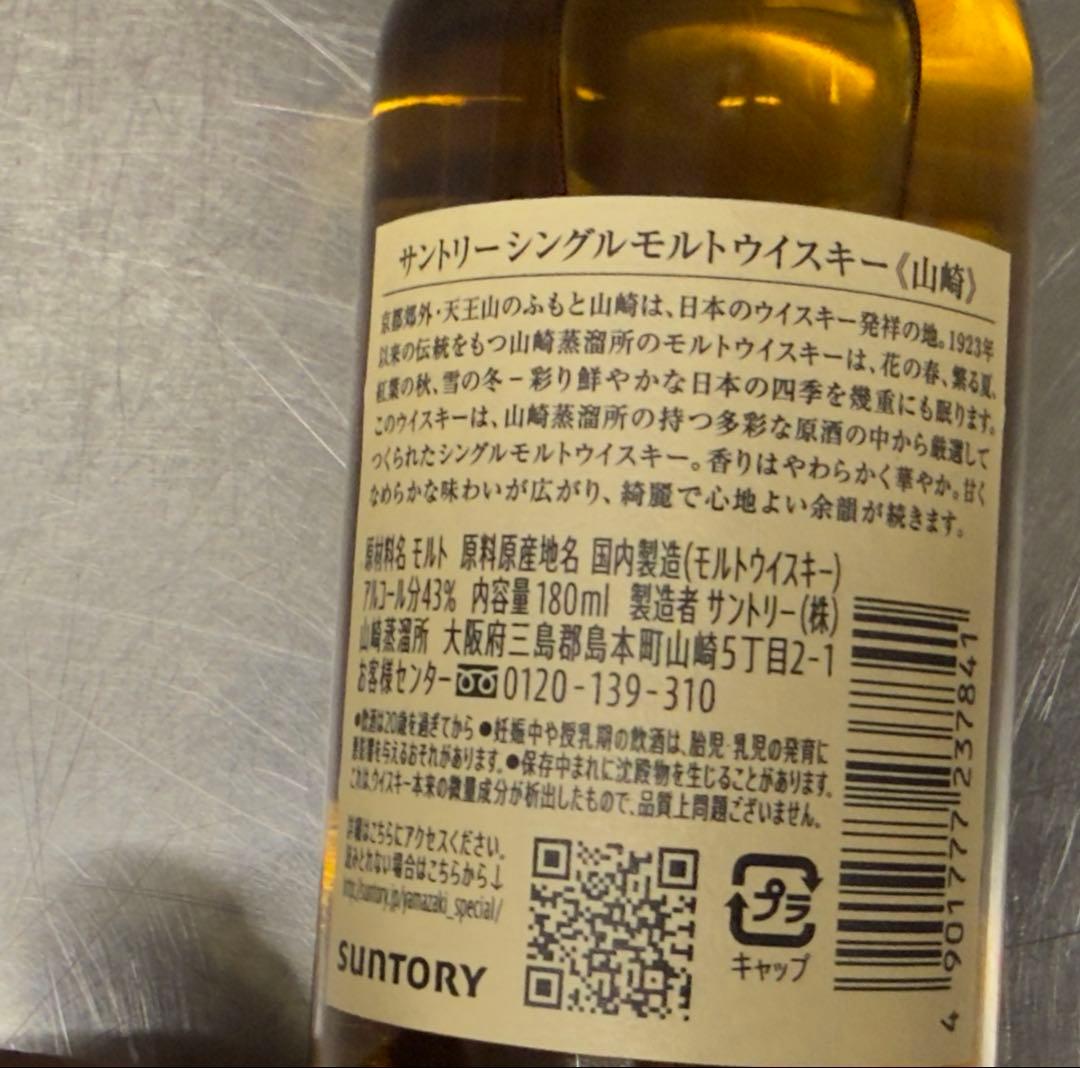 サントリーシングルモルトウイスキー《山崎》
京都郊外・天王山のふもと山崎は、日本のウイスキー発祥の地。1923年
以来の伝統をもつ山崎蒸溜所のモルトウイスキーは、花の春、繁る夏、
紅葉の秋、雪の冬−彩り鮮やかな日本の四季を幾重にも眠ります。
このウイスキーは、山崎蒸溜所の持つ多彩な原酒の中から厳選して
つくられたシングルモルトウイスキー。香りはやわらかく華やか。甘く
なめらかな味わいが広がり、綺麗で心地よい余韻が続きます。
原材料名 モルト 原料原産地名 国内製造(モルトウイスキー)
アルコール分43% 内容量180ml 製造者 サントリー(株)
山崎蒸溜所 大阪府三島郡島本町山崎5丁目2-1
お客様センター 0120-139-310
●飲酒は20歳を過ぎてから ●妊娠中や授乳期の飲酒は、胎児・乳児の発育に
悪影響を与えるおそれがあります。●保存中まれに沈殿物を生じることがあります。
これは、ウイスキー本来の微量成分が析出したもので、品質上問題ございません。
詳細はこちらにアクセスください。
読みとれない場合はこちらから↓
http://suntory.jp/yamazaki_special/
SUNTORY
プラ
キャップ
4 901777 237841